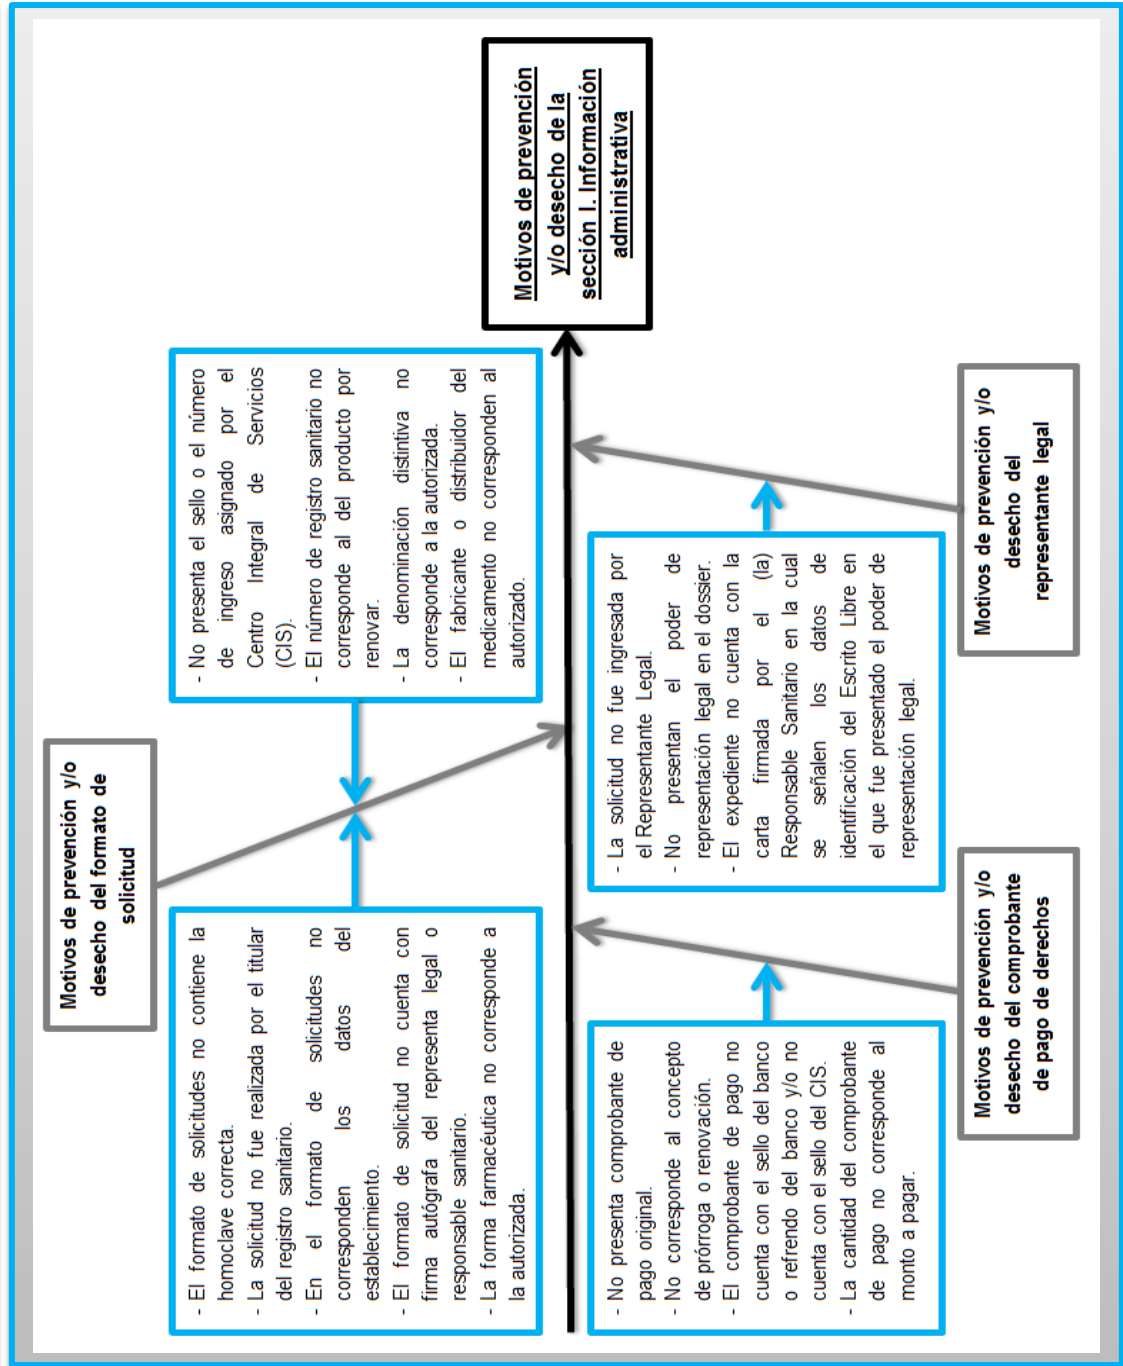 Motivos de prevención y/o
desecho del formato de
solicitud
- El formato de solicitudes no contiene la
homoclave correcta.
- La solicitud no fue realizada por el titular
del registro sanitario.
- En el formato de solicitudes no
corresponden los datos del
establecimiento.
- El formato de solicitud no cuenta con
firma autógrafa del representa legal o
responsable sanitario.
- La forma farmacéutica no corresponde a
la autorizada.
- No presenta el sello o el número
de ingreso asignado por el
Centro Integral de Servicios
(CIS).
- El número de registro sanitario no
corresponde al del producto por
renovar.
- La denominación distintiva no
corresponde a la autorizada.
- El fabricante o distribuidor del
medicamento no corresponden al
autorizado.
Motivos de prevención
y/o desecho de la
sección I. Información
administrativa
- No presenta comprobante de
pago original.
- No corresponde al concepto
de prórroga o renovación.
- El comprobante de pago no
cuenta con el sello del banco
o refrendo del banco y/o no
cuenta con el sello del CIS.
- La cantidad del comprobante
de pago no corresponde al
monto a pagar.
- La solicitud no fue ingresada por
el Representante Legal.
- No presentan el poder de
representación legal en el dossier.
- El expediente no cuenta con la
carta firmada por el (la)
Responsable Sanitario en la cual
se señalen los datos de
identificación del Escrito Libre en
el que fue presentado el poder de
representación legal.
Motivos de prevención y/o
desecho del comprobante
de pago de derechos
Motivos de prevención y/o
desecho del
representante legal